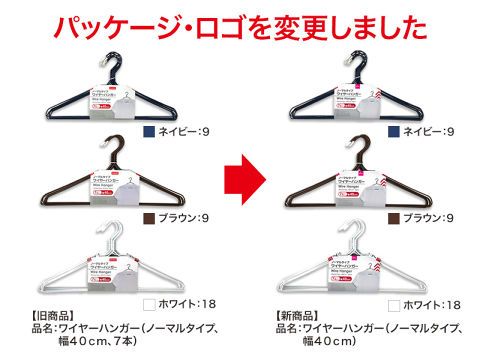 パッケージ・ロゴを変更しました
ノーマルタイプ
ワイヤーハンガー
Wire Hanger
ネイビー：9
ノーマルタイプ
ワイヤーハンガー
Wire Hanger
ネイビー：9
ノーマルタイプ
ワイヤーハンガー
Wire Hanger
ブラウン：9
ノーマルタイプ
ワイヤーハンガー
Wire Hanger
ブラウン：9
ノーマルタイプ
ワイヤーハンガー
Wire Hanger
ホワイト：18
ノーマルタイプ
ワイヤーハンガー
Wire Hanger
ホワイト：18
【旧商品】
品名：ワイヤーハンガー（ノーマルタイプ、
幅４０ｃｍ、７本）
【新商品】
品名：ワイヤーハンガー（ノーマルタイプ、
幅４０ｃｍ）